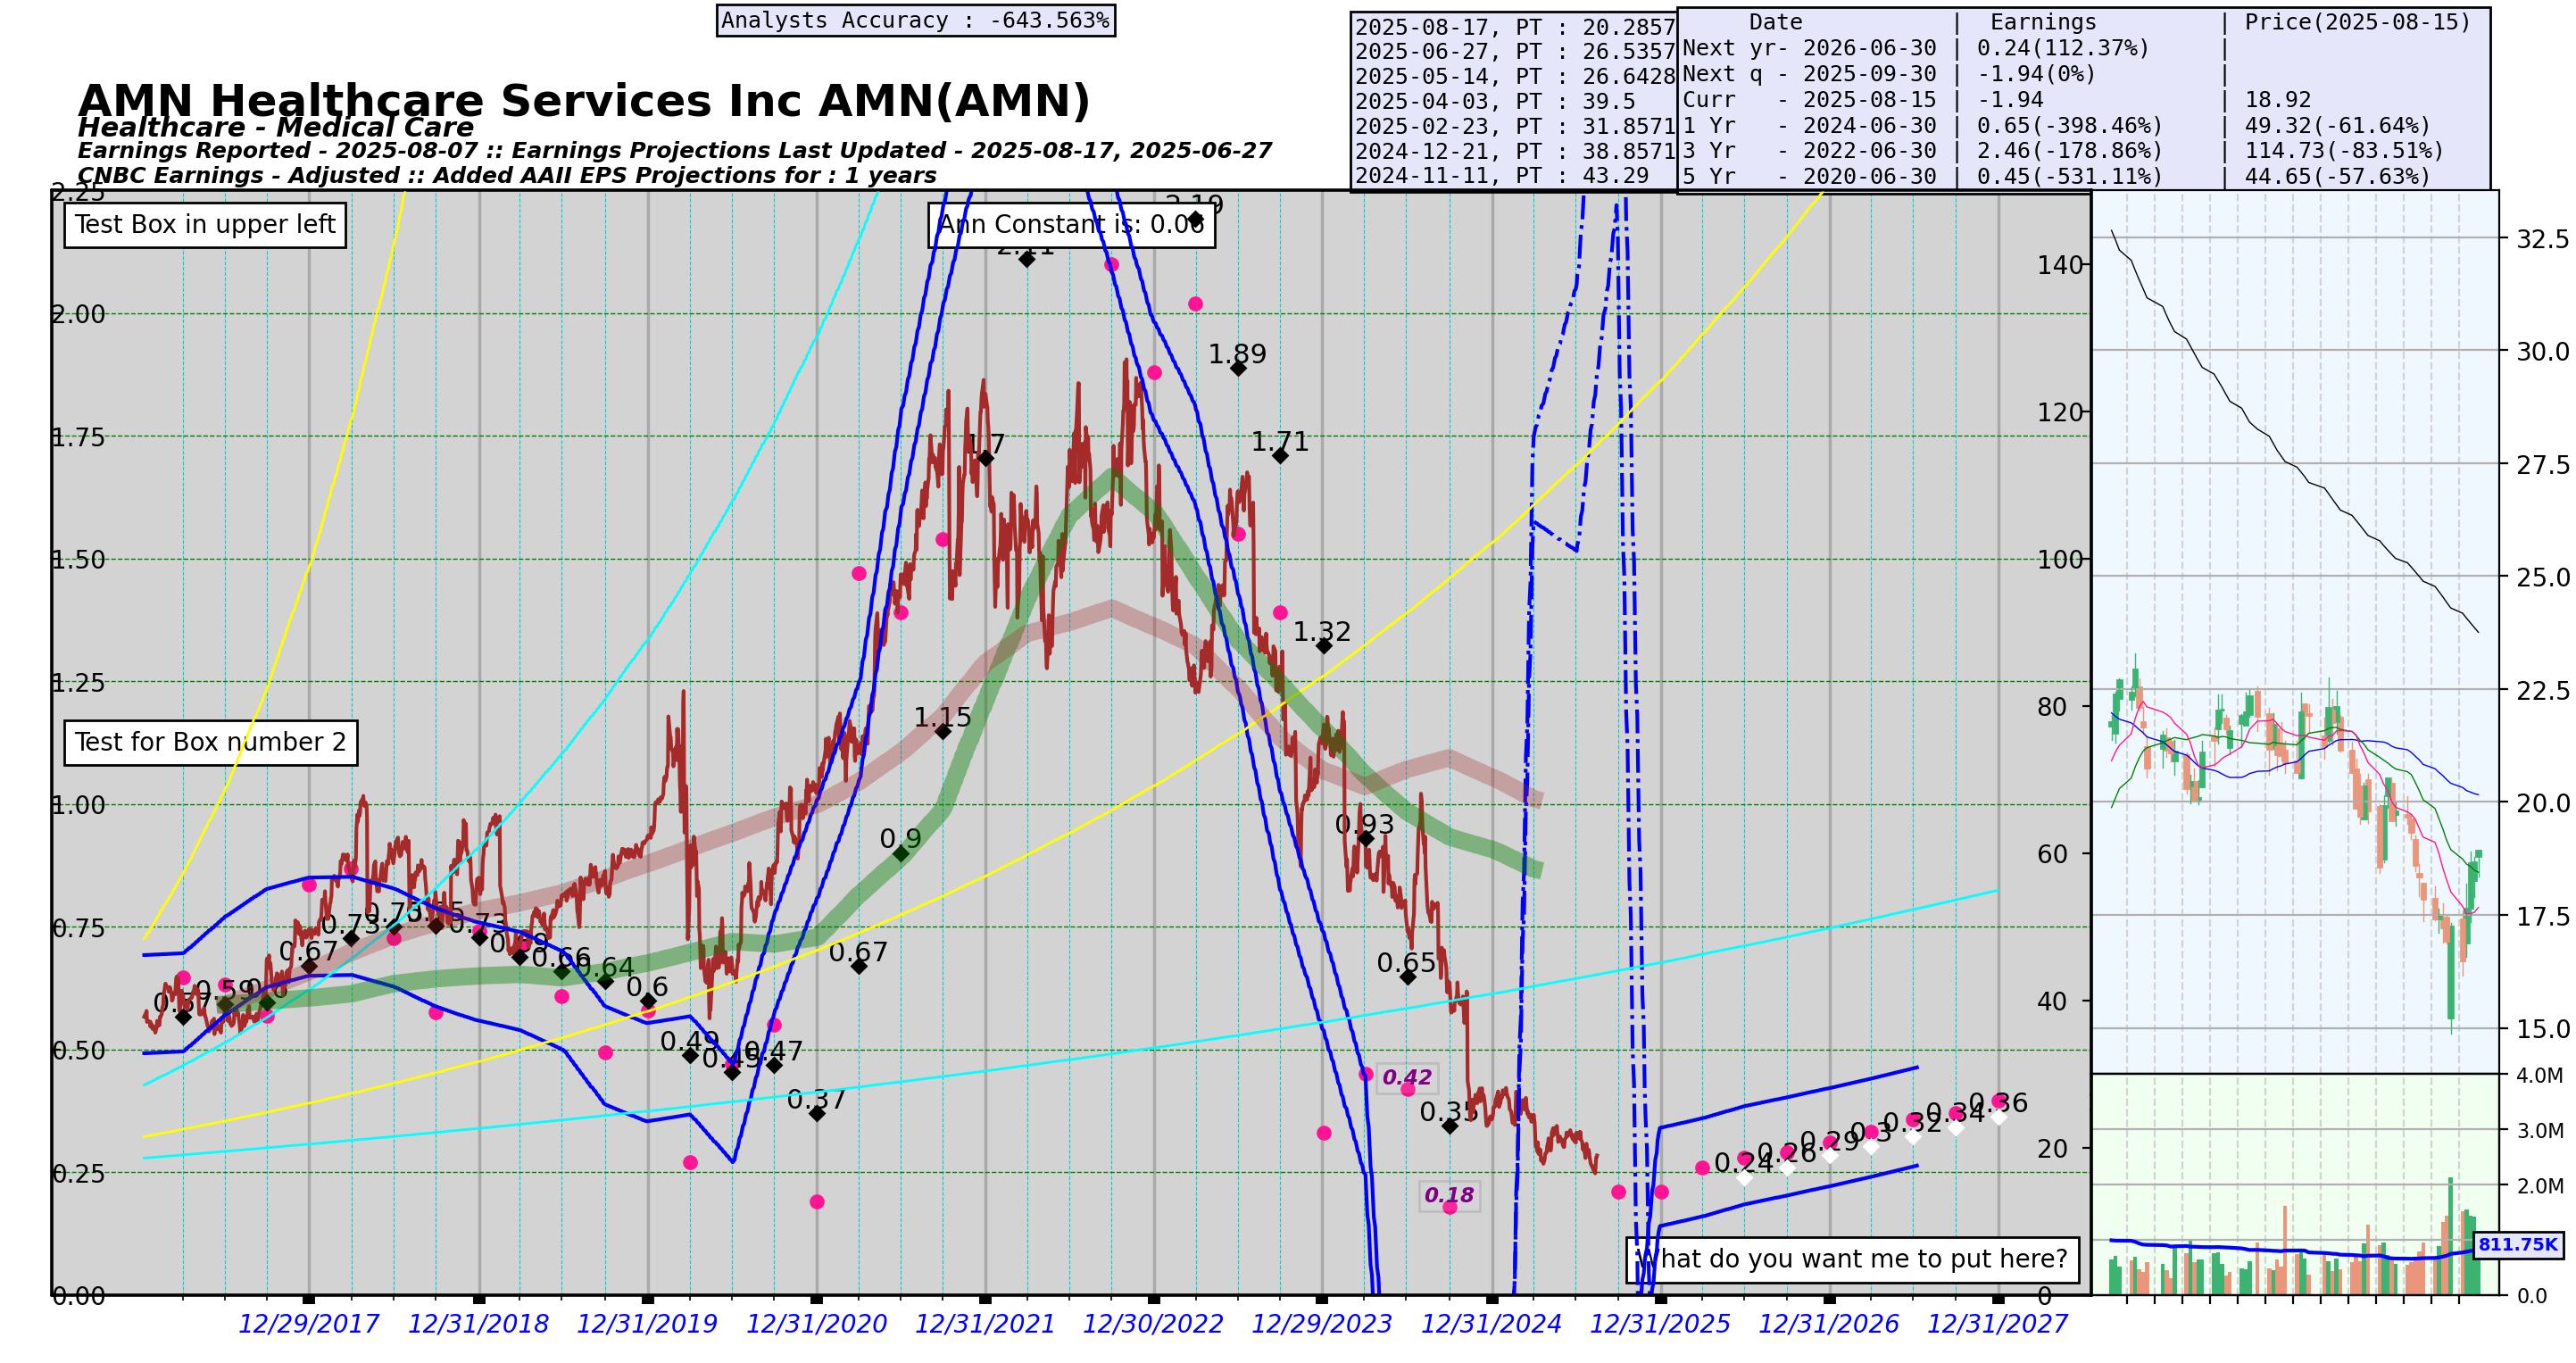 Analysts Accuracy : -643.563%
AMN Healthcare Services Inc AMN(AMN)
Healthcare - Medical Care
Earnings Reported - 2025-08-07 :: Earnings Projections Last Updated - 2025-08-17, 2025-06-27
CNBC Earnings - Adjusted :: Added AAII EPS Projections for : 1 years
2025-08-17, PT : 20.2857
2025-06-27, PT : 26.5357
2025-05-14, PT : 26.6428
2025-04-03, PT : 39.5
2025-02-23, PT : 31.8571
2024-12-21, PT : 38.8571
2024-11-11, PT : 43.29
Date | Earnings | Price(2025-08-15)
Next yr- 2026-06-30 | 0.24(112.37%) |
Next q - 2025-09-30 | -1.94(0%) |
Curr - 2025-08-15 | -1.94 | 18.92
1 Yr - 2024-06-30 | 0.65(-398.46%) | 49.32(-61.64%)
3 Yr - 2022-06-30 | 2.46(-178.86%) | 114.73(-83.51%)
5 Yr - 2020-06-30 | 0.45(-531.11%) | 44.65(-57.63%)
Test Box in upper left
Ann Constant is: 0.06
Test for Box number 2
What do you want me to put here?
2.25
2.00
1.75
1.50
1.25
1.00
0.75
0.50
0.25
0.00
0.57
0.59
0.6
0.67
0.73
0.75
0.73
0.66
0.64
0.6
0.49
0.45
0.47
0.37
0.67
0.9
1.15
1.7
2.11
2.19
1.89
1.71
1.32
0.93
0.65
0.42
0.35
0.18
0.24
0.26
0.29
0.3
0.32
0.34
0.36
140
120
100
80
60
40
20
0
32.5
30.0
27.5
25.0
22.5
20.0
17.5
15.0
4.0M
3.0M
2.0M
811.75K
0.0
12/29/2017
12/31/2018
12/31/2019
12/31/2020
12/31/2021
12/30/2022
12/29/2023
12/31/2024
12/31/2025
12/31/2026
12/31/2027